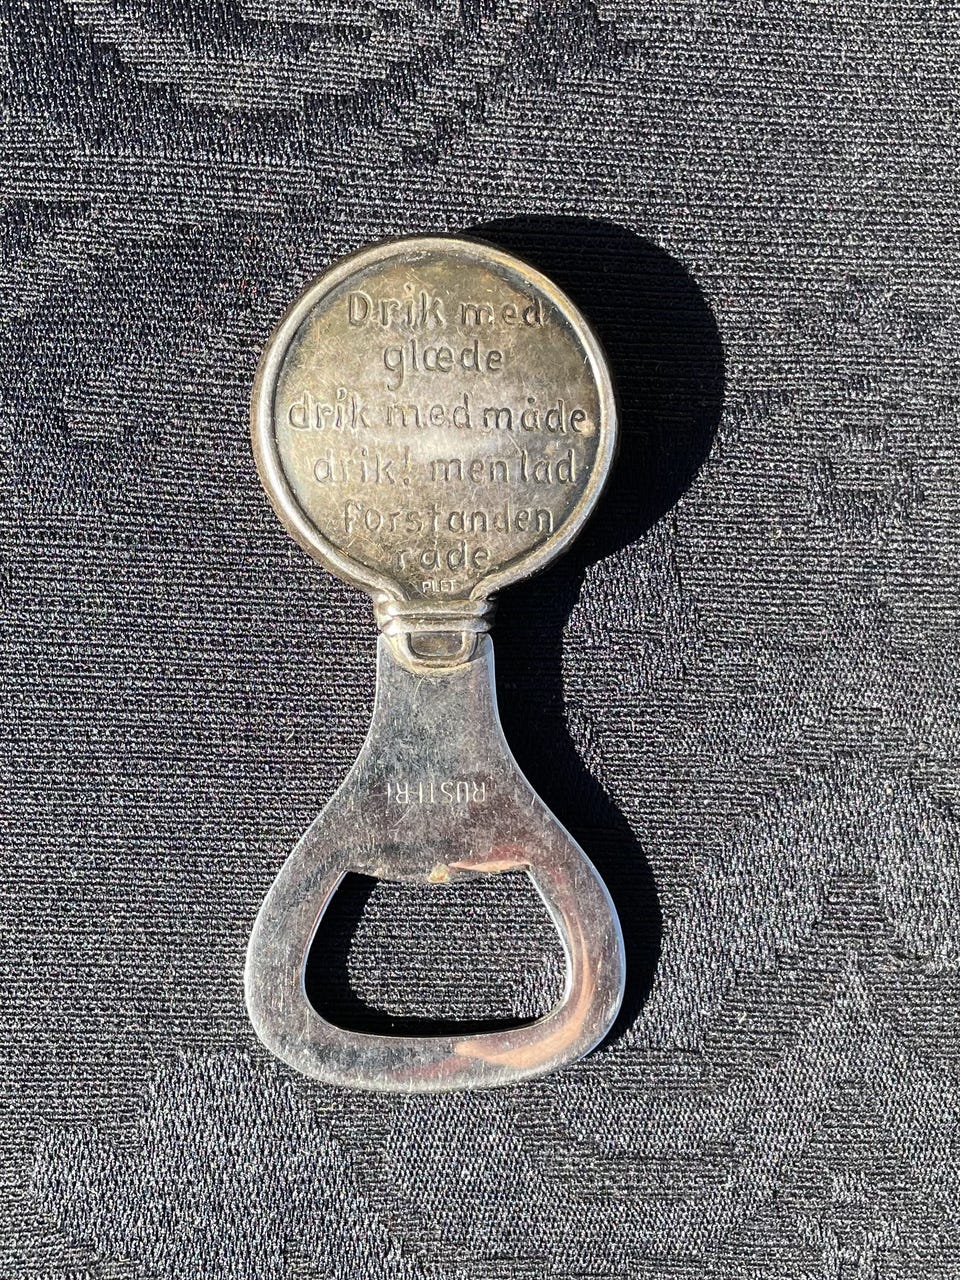 Drik med
glæde
drik med måde
drik! men lad
forstanden
råde
PLET
RUSTFRI